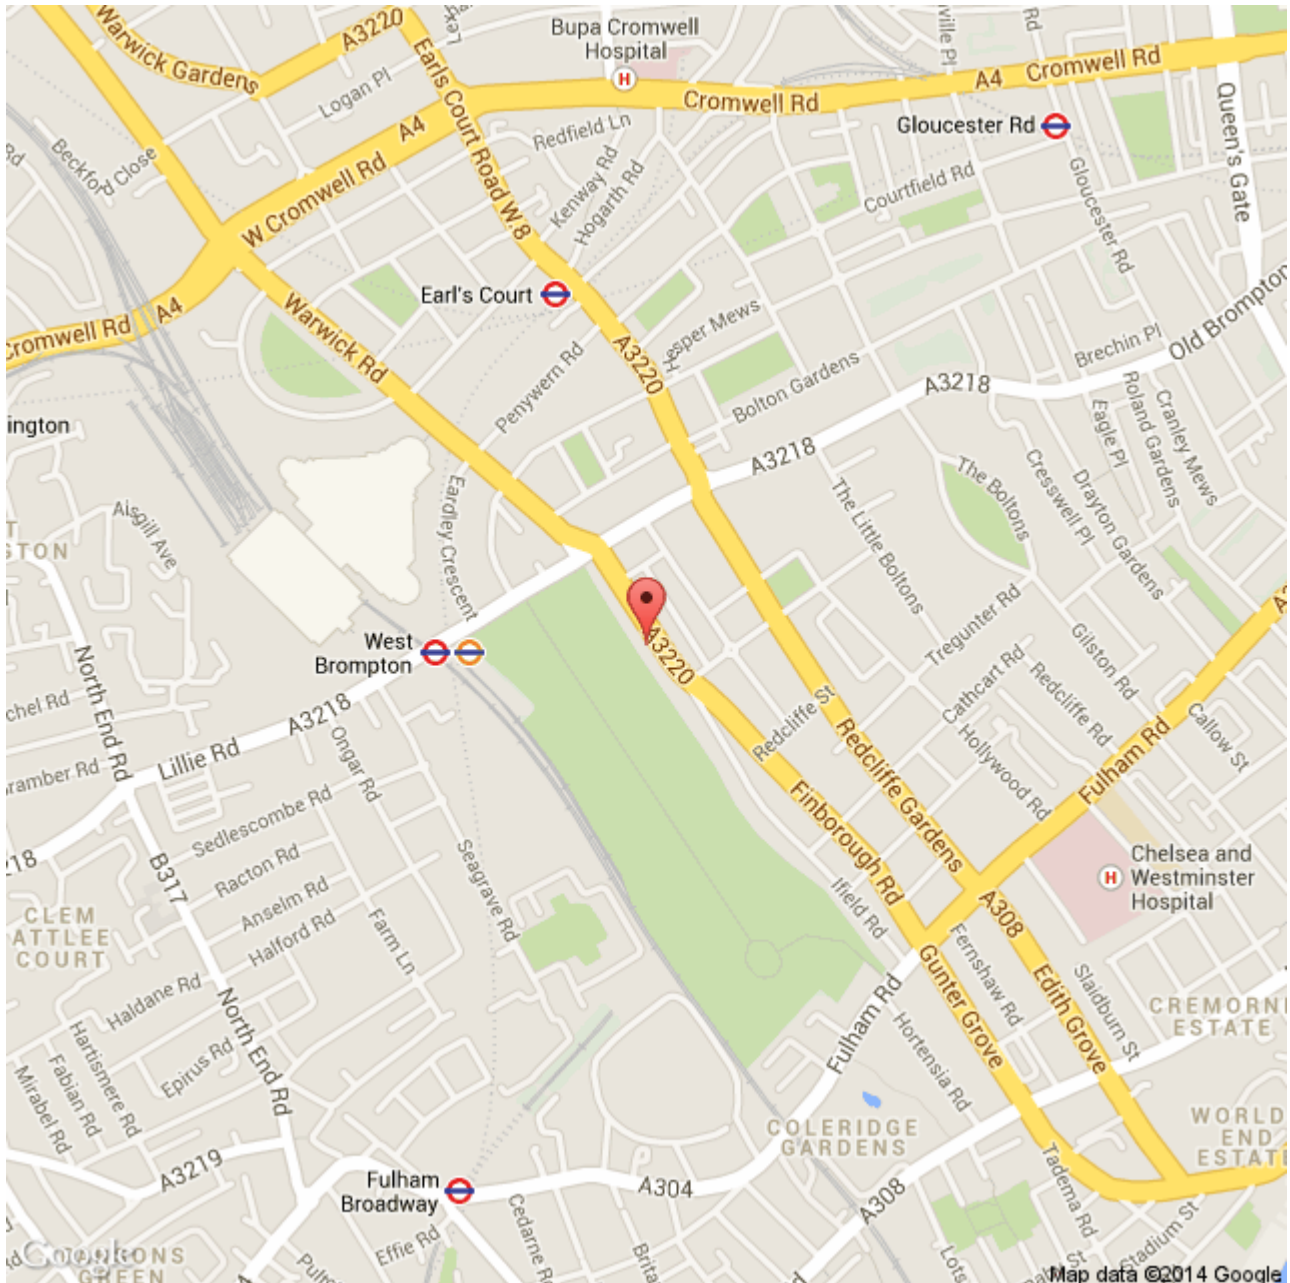 Warwick Gardens
A3220
Logan Pl
Earls Court Road W.8
Bupa Cromwell
Hospital
H
Rd
A4
Cromwell Rd
Cromwell Rd
A4
Redfield Ln
Gloucester Rd
Queen's Gate
Beckford Close
Rd
W Cromwell Rd
Kenway Rd
Hogarth Rd
Courtfield Rd
Gloucester Rd
Earl's Court
A4
Cromwell Rd
Warwick Rd
A3220
Hesper Mews
Penywern Rd
Bolton Gardens
Brechin Pl
Old Brompton
A3218
A3218
Eagle Pl
Roland Gardens
Cranley Mews
ington
Eardley Crescent
Aisgill Ave
The Little Boltons
The Boltons
Cresswell Pl
Drayton Gardens
West
Brompton
A3220
Tregunter Rd
Gilston Rd
Cathcart Rd
Redcliffe Rd
Callow St
North End Rd
chel Rd
A3218
Lillie Rd
Ongar Rd
Redcliffe St
Hollywood Rd
Fulham Rd
Redcliffe Gardens
ramber Rd
Sedlescombe Rd
Finborough Rd
Racton Rd
Seagrave Rd
B317
Anselm Rd
Ifield Rd
H
Chelsea and
Westminster
Hospital
Halford Rd
Farm Ln
A308
CLEM
ATTLEE
COURT
Fernshaw Rd
Gunter Grove
Edith Grove
Slaidburn St
Haldane Rd
North End Rd
Fulham Rd
Hortensia Rd
CREMORNE
ESTATE
Hartismere Rd
Epirus Rd
Fabian Rd
Mirabel Rd
COLERIDGE
GARDENS
WORLD
END
ESTATE
A3219
Fulham
Broadway
A304
A308
Tadema Rd
Effie Rd
Cedarne Rd
Stadium St
Lots
Google
GREEN
Map data ©2014 Google